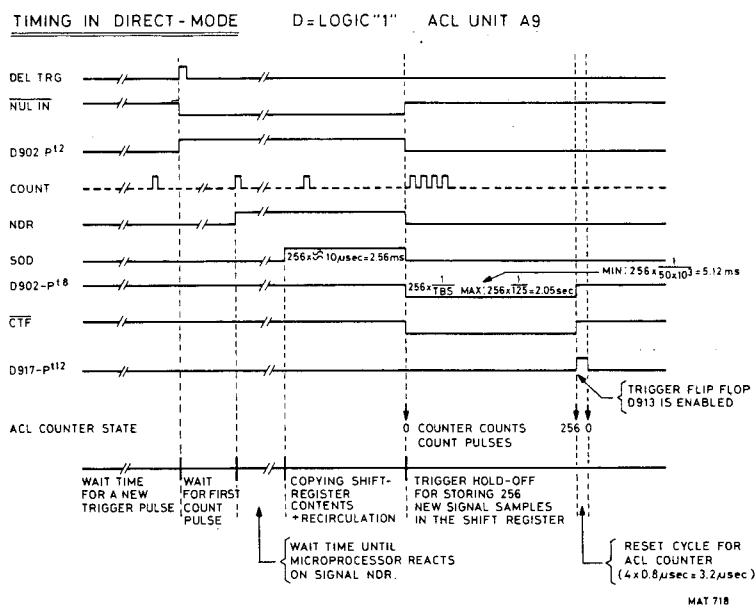 TIMING IN DIRECT-MODE D=LOGIC"1" ACL UNIT A9
DEL TRG
NUL IN
D902 Pt12
COUNT
NDR
SOD
256x≈10µsec=2.56ms
MIN: 256x1/50x10³=5.12ms
D902-Pt8
256x1/TBS MAX: 256x1/125=2.05sec
CTF
D917-Pt12
TRIGGER FLIP FLOP
D913 IS ENABLED
ACL COUNTER STATE
0 COUNTER COUNTS
COUNT PULSES
256 0
WAIT TIME
FOR A NEW
TRIGGER PULSE
WAIT
FOR FIRST
COUNT
PULSE
COPYING SHIFT-
REGISTER
CONTENTS
+RECIRCULATION
TRIGGER HOLD-OFF
FOR STORING 256
NEW SIGNAL SAMPLES
IN THE SHIFT REGISTER
WAIT TIME UNTIL
MICROPROCESSOR REACTS
ON SIGNAL NDR.
RESET CYCLE FOR
ACL COUNTER
(4x0.8µsec=3.2µsec)
MAT 718